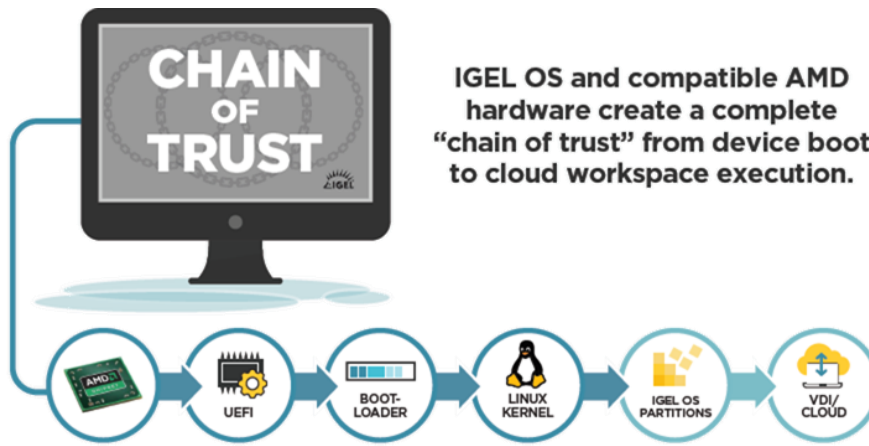 CHAIN
OF
TRUST
IGEL
IGEL OS and compatible AMD
hardware create a complete
“chain of trust” from device boot
to cloud workspace execution.
AMD
UEFI
BOOT-
LOADER
LINUX
KERNEL
IGEL OS
PARTITIONS
VDI/
CLOUD